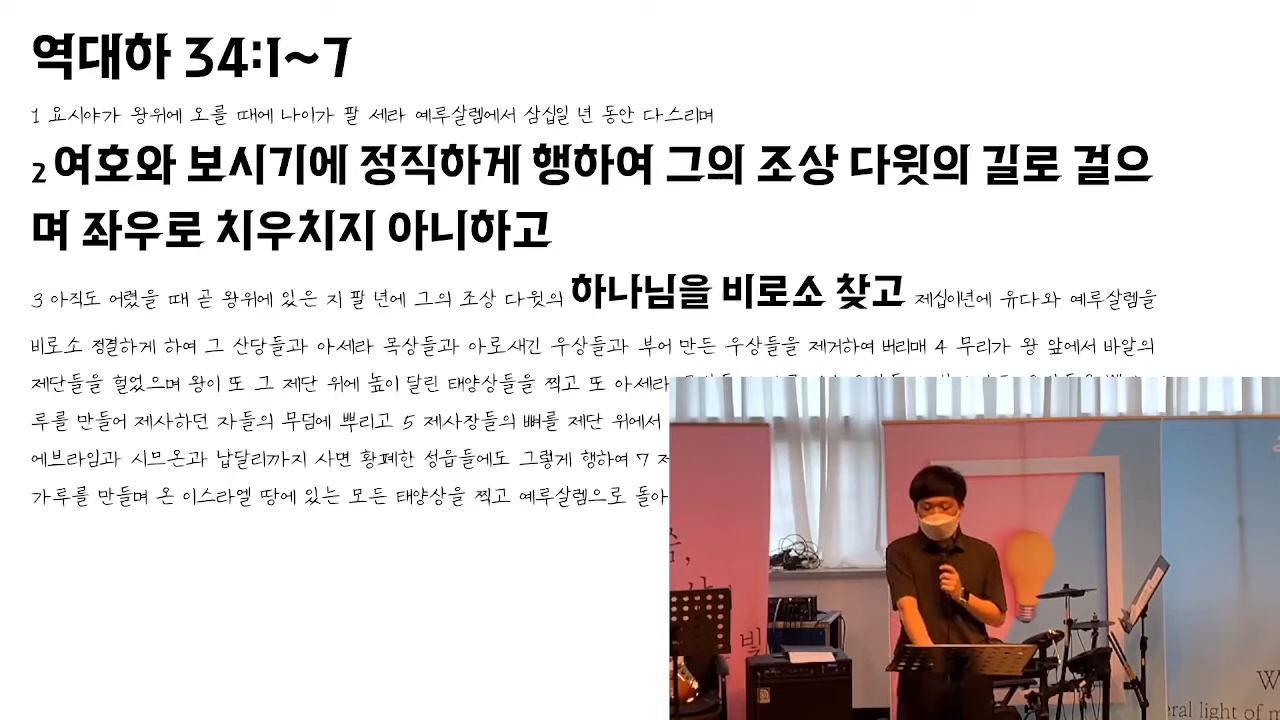 역대하 34:1~7
1 요시야가 왕위에 오를 때에 나이가 팔 세라 예루살렘에서 삼십일 년 동안 다스리며
2 여호와 보시기에 정직하게 행하여 그의 조상 다윗의 길로 걸으
며 좌우로 치우치지 아니하고
3 아직도 어렸을 때 곧 왕위에 있은 지 팔 년에 그의 조상 다윗의 하나님을 비로소 찾고 제십이년에 유다와 예루살렘을
비로소 정결하게 하여 그 산당들과 아세라 목상들과 아로새긴 우상들과 부어 만든 우상들을 제거하여 버리매 4 무리가 왕 앞에서 바알의
제단들을 헐었으며 왕이 또 그 제단 위에 높이 달린 태양상들을 찍고 또 아세라
루를 만들어 제사하던 자들의 무덤에 뿌리고 5 제사장들의 뼈를 제단 위에서
에브라임과 시므온과 납달리까지 사면 황폐한 성읍들에도 그렇게 행하여 7 저
가루를 만들며 온 이스라엘 땅에 있는 모든 태양상을 찍고 예루살렘으로 돌아
빛
eral light of